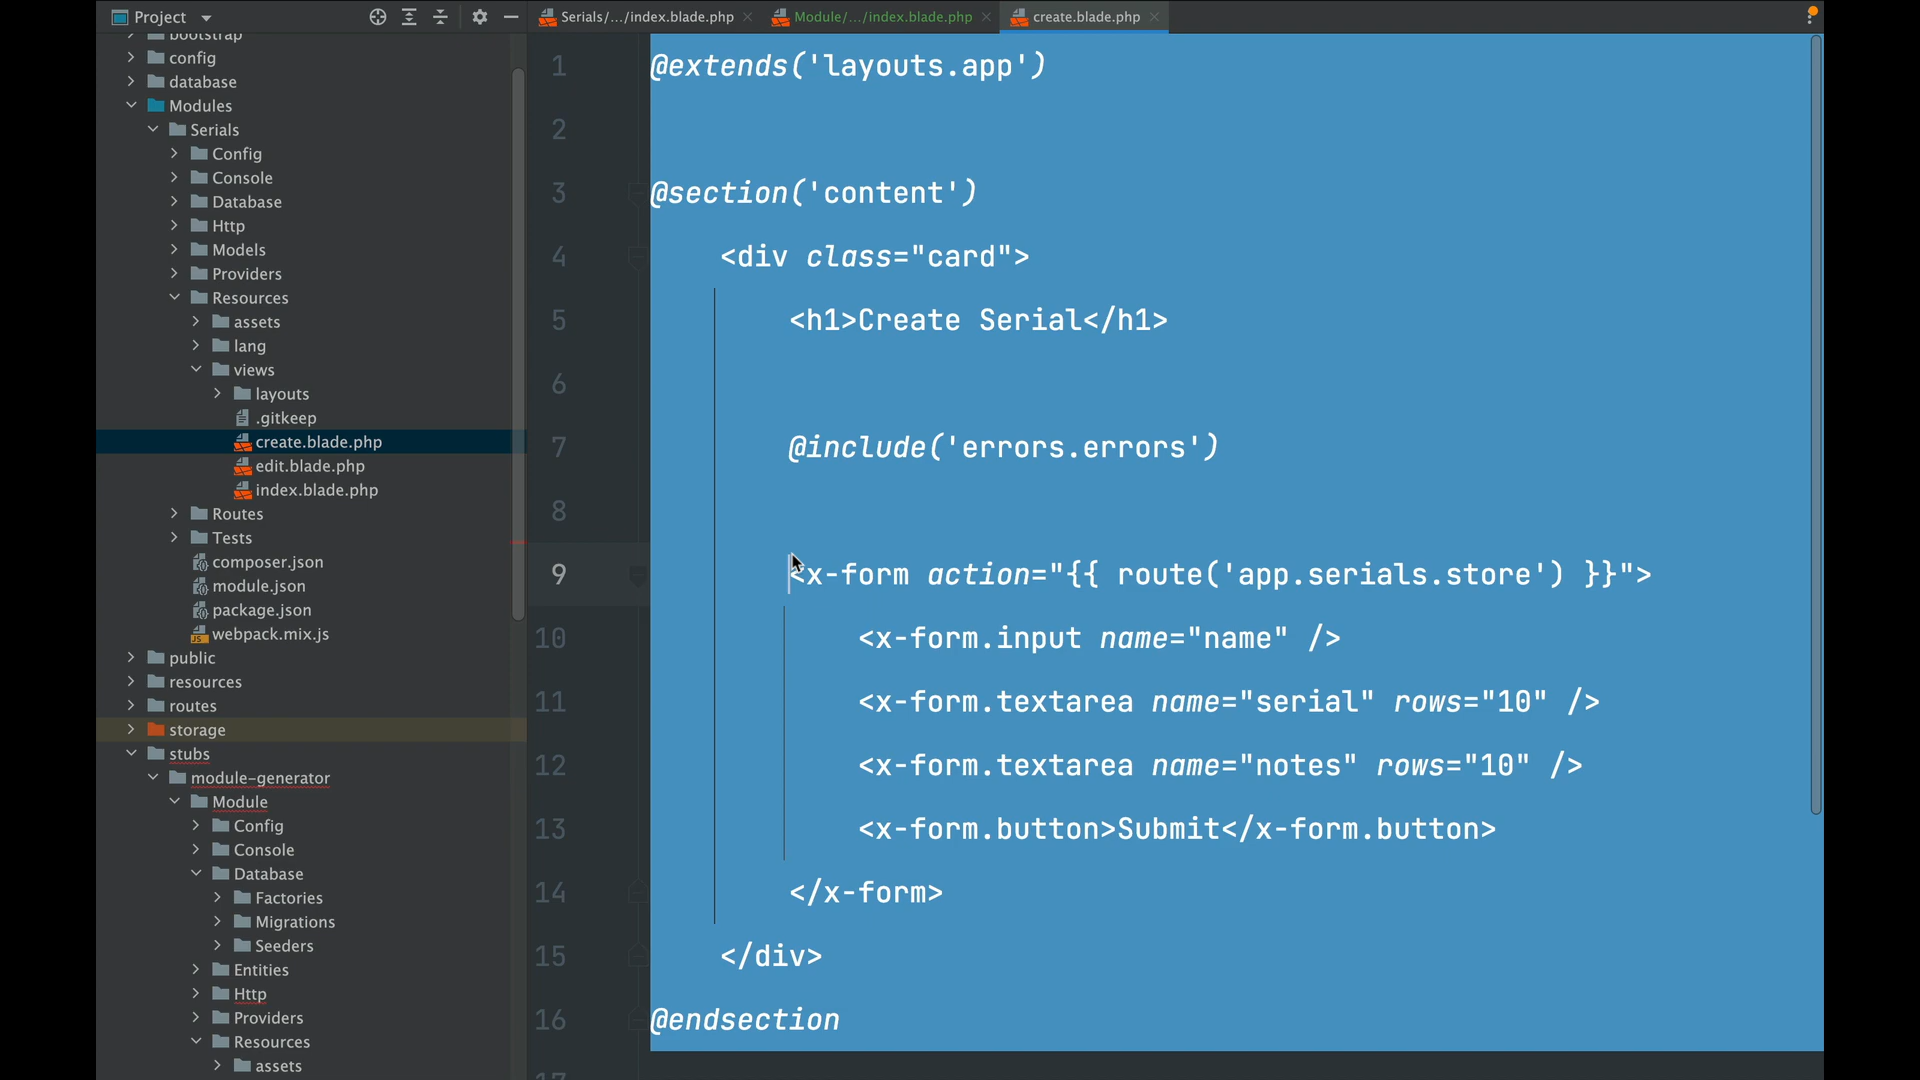 Project
bootstrap
config
database
Modules
Serials
Config
Console
Database
Http
Models
Providers
Resources
assets
lang
views
layouts
.gitkeep
create.blade.php
edit.blade.php
index.blade.php
Routes
Tests
composer.json
module.json
package.json
webpack.mix.js
public
resources
routes
storage
stubs
module-generator
Module
Config
Console
Database
Factories
Migrations
Seeders
Entities
Http
Providers
Resources
assets
Serials/.../index.blade.php
Module/.../index.blade.php
create.blade.php
1 @extends('layouts.app')
2
3 @section('content')
4 <div class="card">
5 <h1>Create Serial</h1>
6
7 @include('errors.errors')
8
9 <x-form action="{{ route('app.serials.store') }}">
10 <x-form.input name="name" />
11 <x-form.textarea name="serial" rows="10" />
12 <x-form.textarea name="notes" rows="10" />
13 <x-form.button>Submit</x-form.button>
14 </x-form>
15 </div>
16 @endsection
17